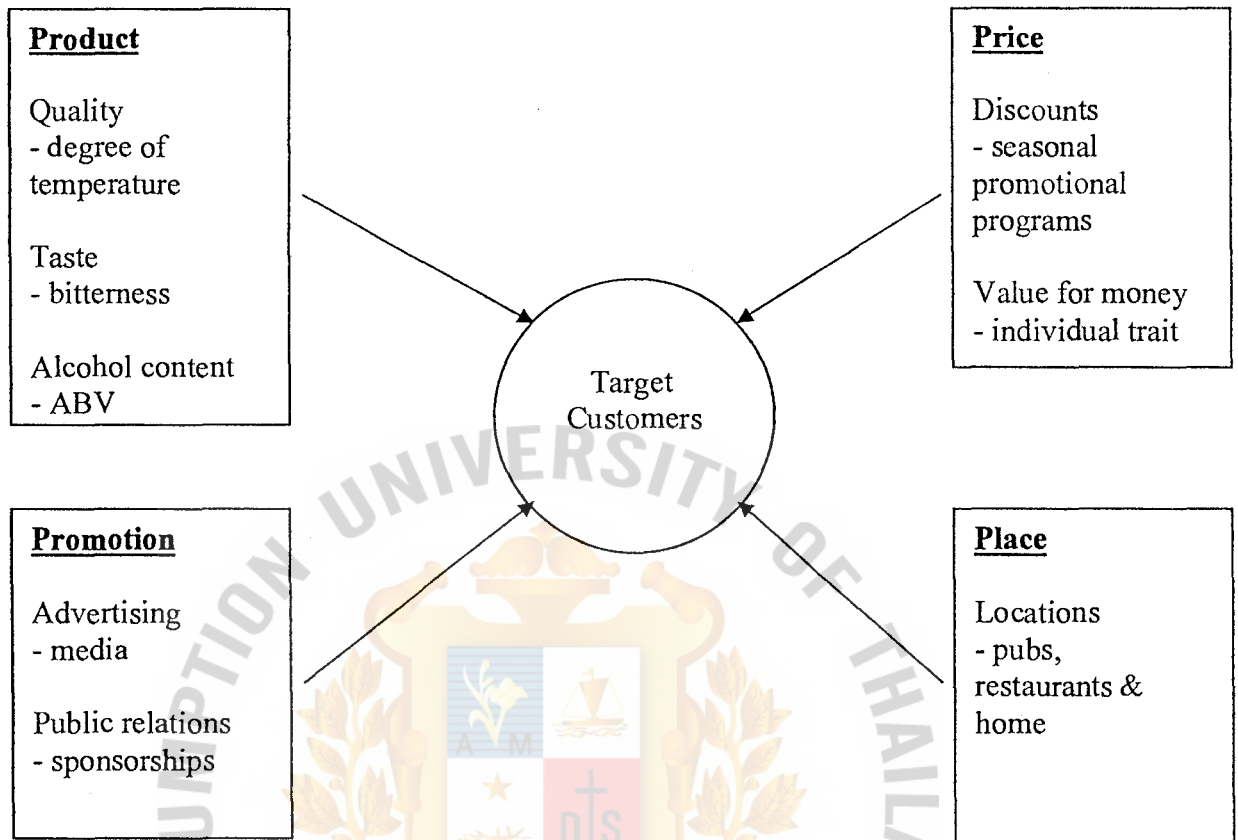 Product
Quality
- degree of
temperature
Taste
- bitterness
Alcohol content
- ABV
Price
Discounts
- seasonal
promotional
programs
Value for money
- individual trait
Target
Customers
Promotion
Advertising
- media
Public relations
- sponsorships
Place
Locations
- pubs,
restaurants &
home
UNIVERSITY OF
A M
D S